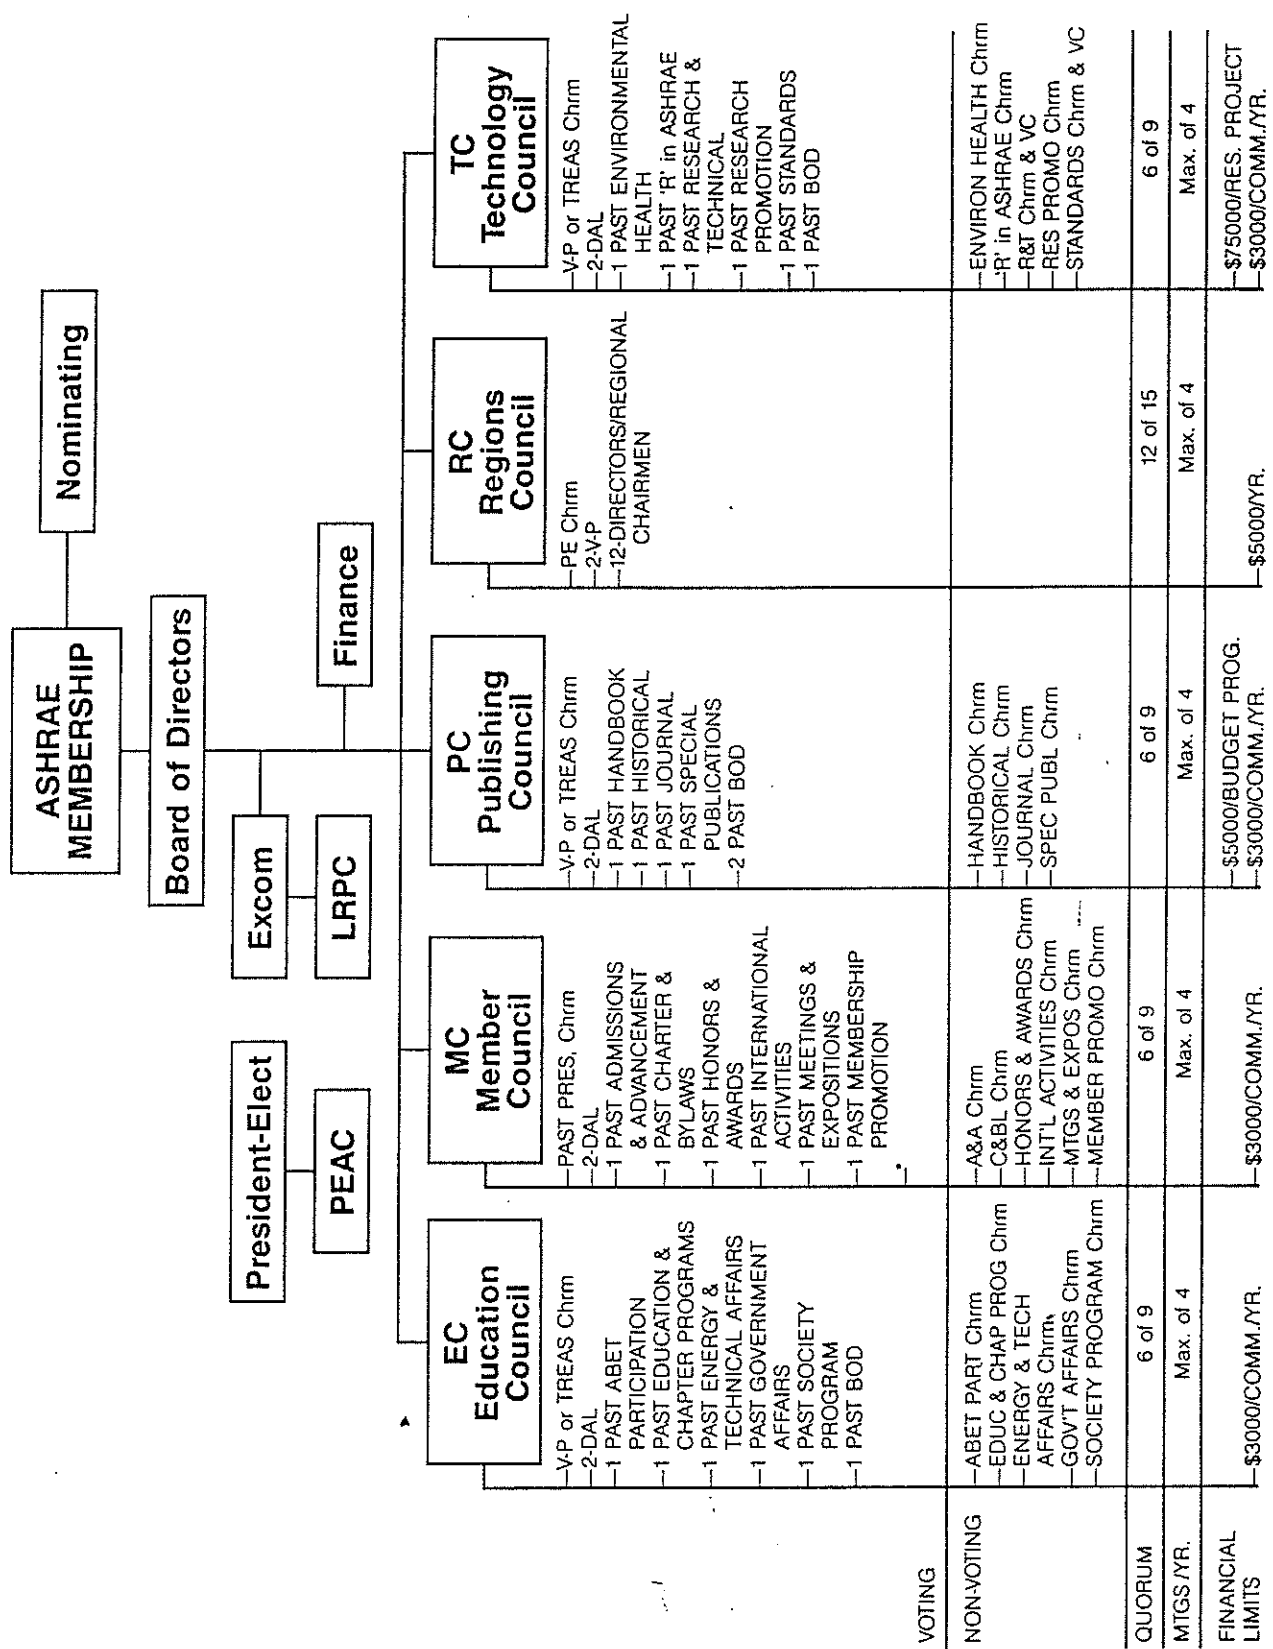 ASHRAE
MEMBERSHIP
Nominating
Board of Directors
President-Elect
Excom
Finance
PEAC
LRPC
EC
Education
Council
V-P or TREAS Chrm
2-DAL
1 PAST ABET
PARTICIPATION
1 PAST EDUCATION &
CHAPTER PROGRAMS
1 PAST ENERGY &
TECHNICAL AFFAIRS
1 PAST GOVERNMENT
AFFAIRS
1 PAST SOCIETY
PROGRAM
1 PAST BOD
MC
Member
Council
PAST PRES, Chrm
2-DAL
1 PAST ADMISSIONS
& ADVANCEMENT
1 PAST CHARTER &
BYLAWS
1 PAST HONORS &
AWARDS
1 PAST INTERNATIONAL
ACTIVITIES
1 PAST MEETINGS &
EXPOSITIONS
1 PAST MEMBERSHIP
PROMOTION
PC
Publishing
Council
V-P or TREAS Chrm
2-DAL
1 PAST HANDBOOK
1 PAST HISTORICAL
1 PAST JOURNAL
1 PAST SPECIAL
PUBLICATIONS
2 PAST BOD
RC
Regions
Council
PE Chrm
2-V-P
12-DIRECTORS/REGIONAL
CHAIRMEN
TC
Technology
Council
V-P or TREAS Chrm
2-DAL
1 PAST ENVIRONMENTAL
HEALTH
1 PAST 'R' in ASHRAE
1 PAST RESEARCH &
TECHNICAL
1 PAST RESEARCH
PROMOTION
1 PAST STANDARDS
1 PAST BOD
VOTING
NON-VOTING
ABET PART Chrm
EDUC & CHAP PROG Chrm
ENERGY & TECH
AFFAIRS Chrm
GOV'T AFFAIRS Chrm
SOCIETY PROGRAM Chrm
A&A Chrm
C&BL Chrm
HONORS & AWARDS Chrm
INT'L ACTIVITIES Chrm
MTGS & EXPOS Chrm
MEMBER PROMO Chrm
HANDBOOK Chrm
HISTORICAL Chrm
JOURNAL Chrm
SPEC PUBL Chrm
ENVIRON HEALTH Chrm
'R' in ASHRAE Chrm
R&T Chrm & VC
RES PROMO Chrm
STANDARDS Chrm & VC
QUORUM 6 of 9 6 of 9 6 of 9 12 of 15 6 of 9
MTGS/YR. Max. of 4 Max. of 4 Max. of 4 Max. of 4 Max. of 4
FINANCIAL
LIMITS
$3000/COMM./YR.
$3000/COMM./YR.
$5000/BUDGET PROG.
$3000/COMM./YR.
$5000/YR.
$75000/RES. PROJECT
$3000/COMM./YR.